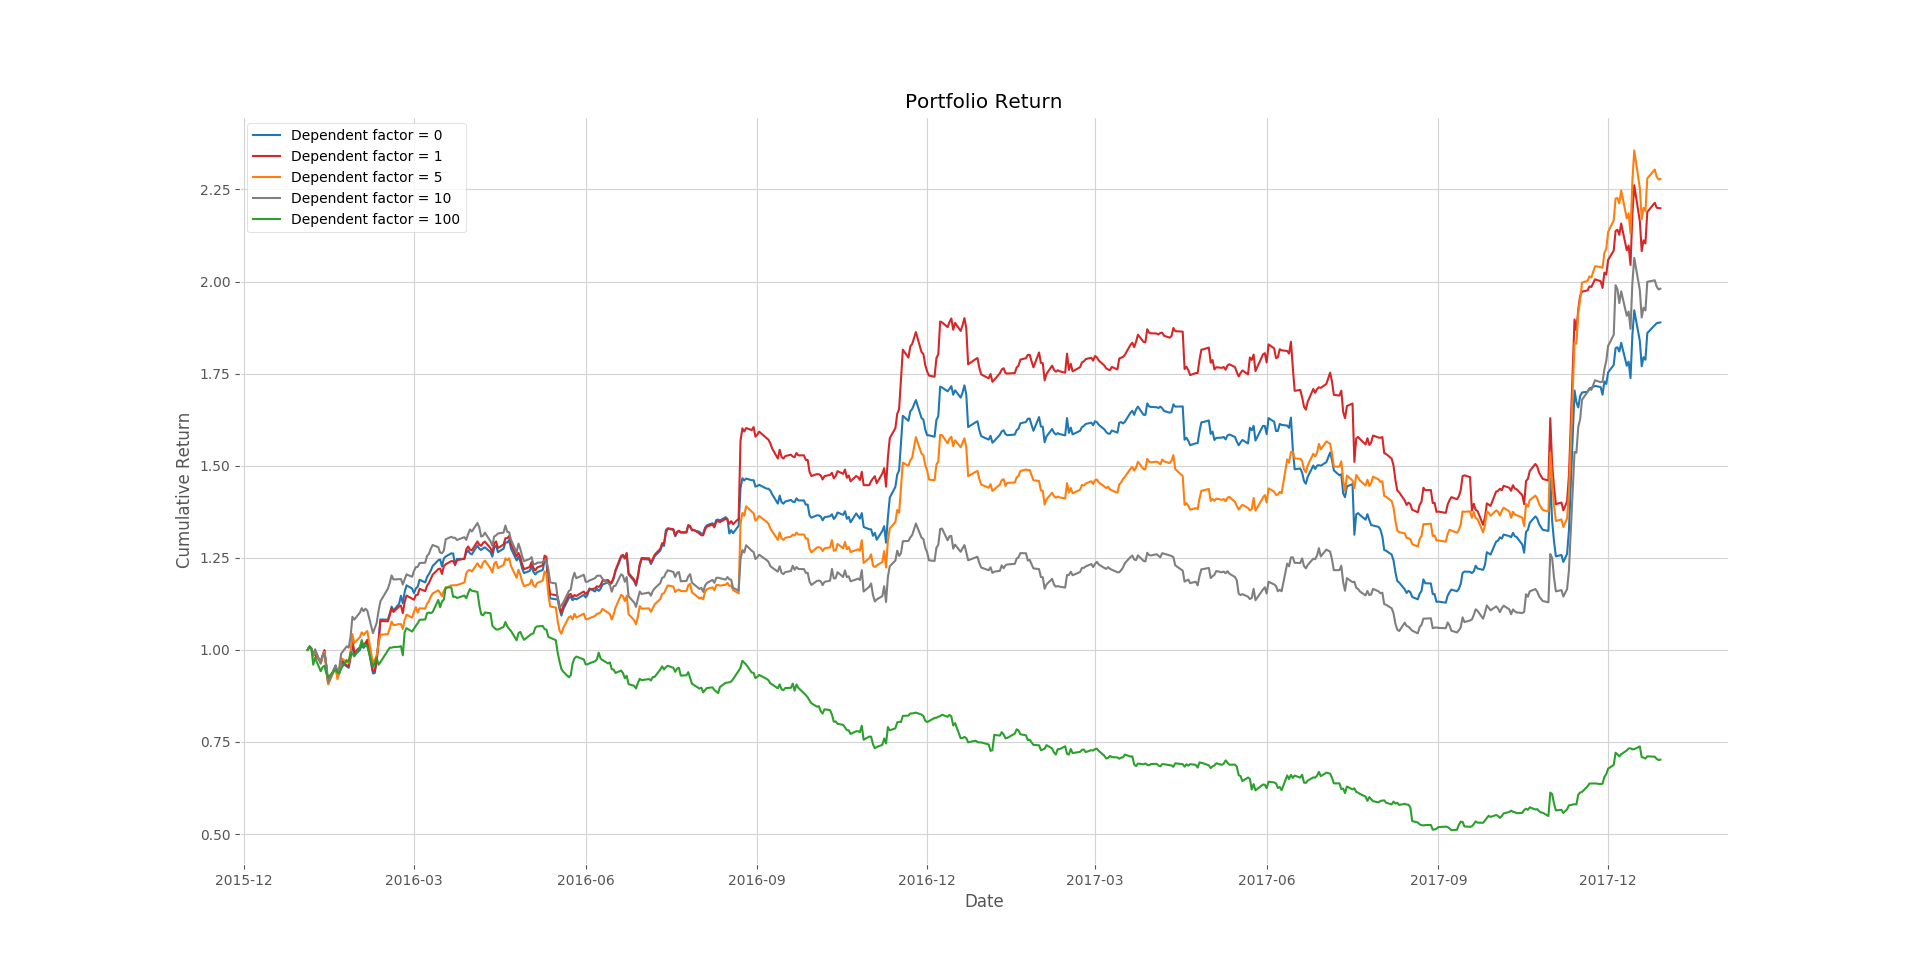 Portfolio Return
Dependent factor = 0
Dependent factor = 1
Dependent factor = 5
Dependent factor = 10
Dependent factor = 100
2.25
2.00
1.75
1.50
1.25
1.00
0.75
0.50
Cumulative Return
2015-12 2016-03 2016-06 2016-09 2016-12 2017-03 2017-06 2017-09 2017-12
Date